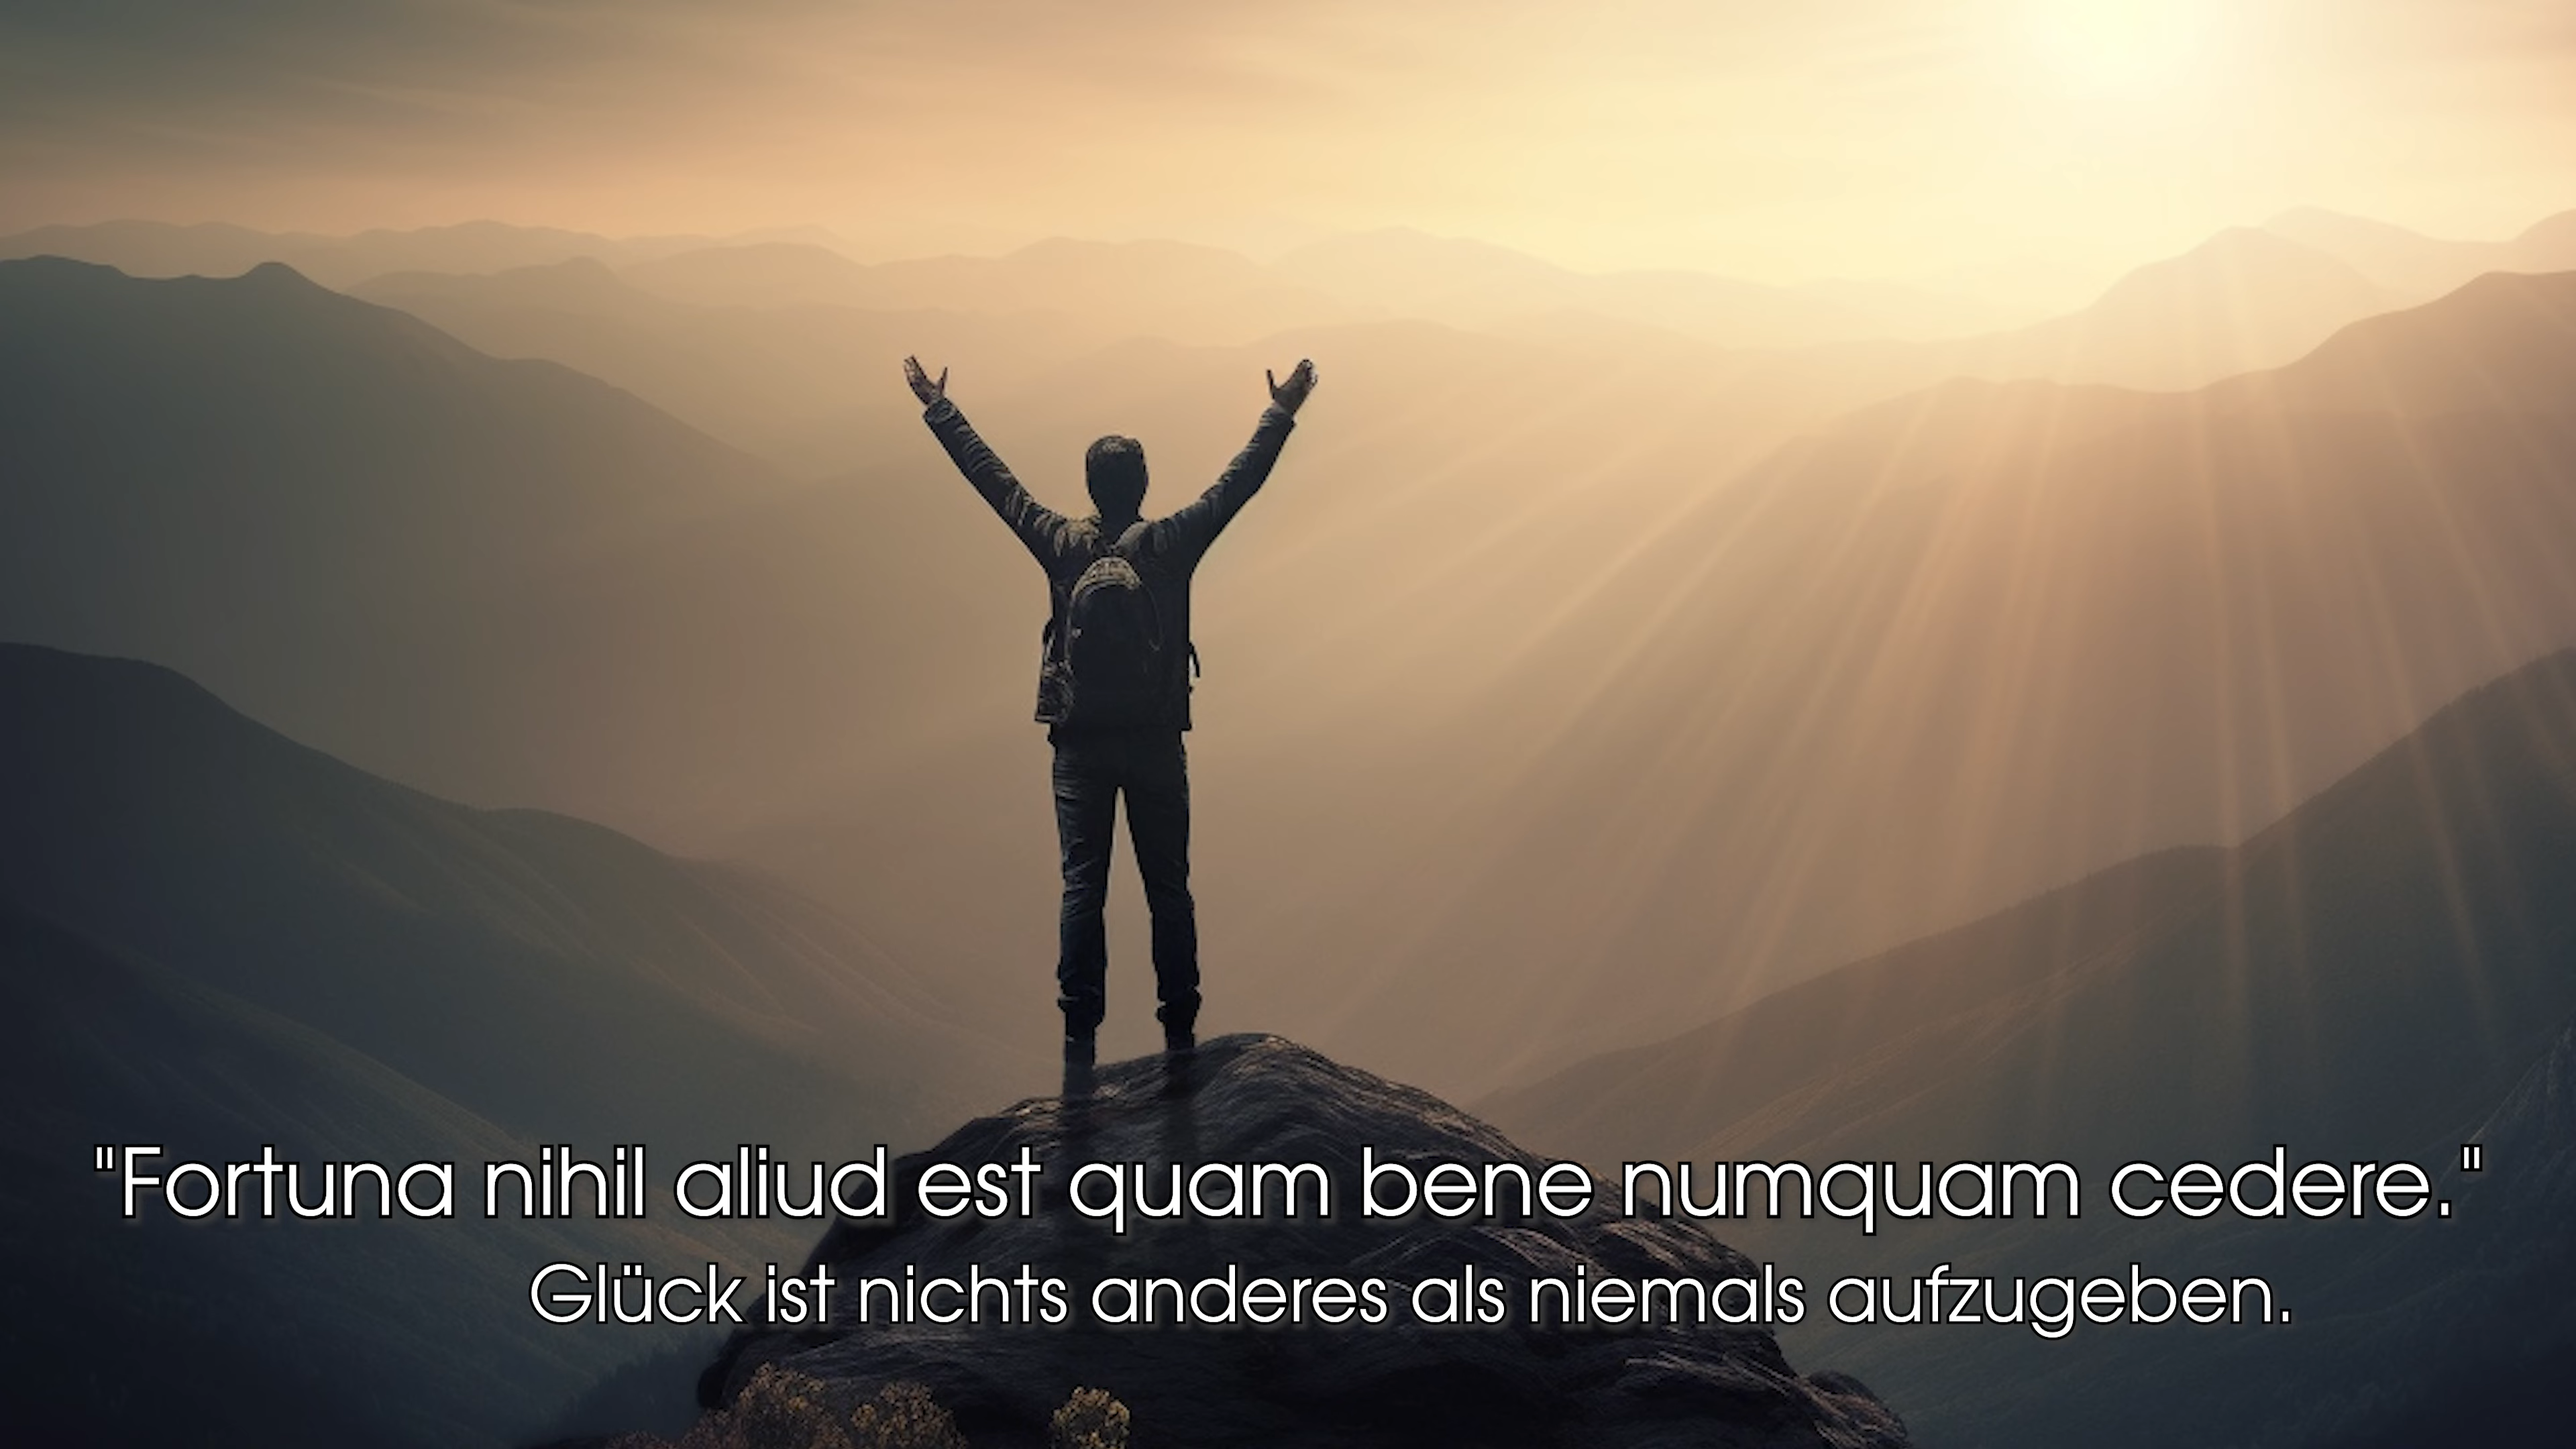 "Fortuna nihil aliud est quam bene numquam cedere."
Glück ist nichts anderes als niemals aufzugeben.